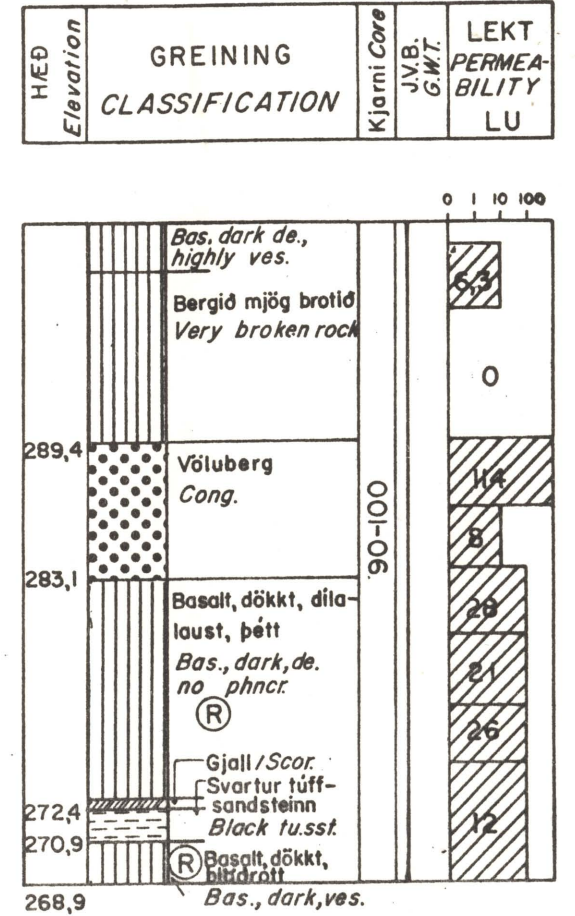 HÆÐ
Elevation
GREINING
CLASSIFICATION
Kjarni Core
J.V.B.
G.W.T.
LEKT
PERMEA-
BILITY
LU
0 1 10 100
Bas. dark de.,
highly ves.
6,3
Bergið mjög brotið
Very broken rock
0
289,4
Völuberg
Cong.
114
90-100
8
283,1
Basalt, dökkt, díla-
laust, þétt
Bas., dark, de.
no phncr.
R
28
21
26
Gjall / Scor.
Svartur túff-
sandsteinn
Black tu.sst.
272,4
12
270,9
R
Basalt, dökkt,
blöðrótt
Bas., dark, ves.
268,9